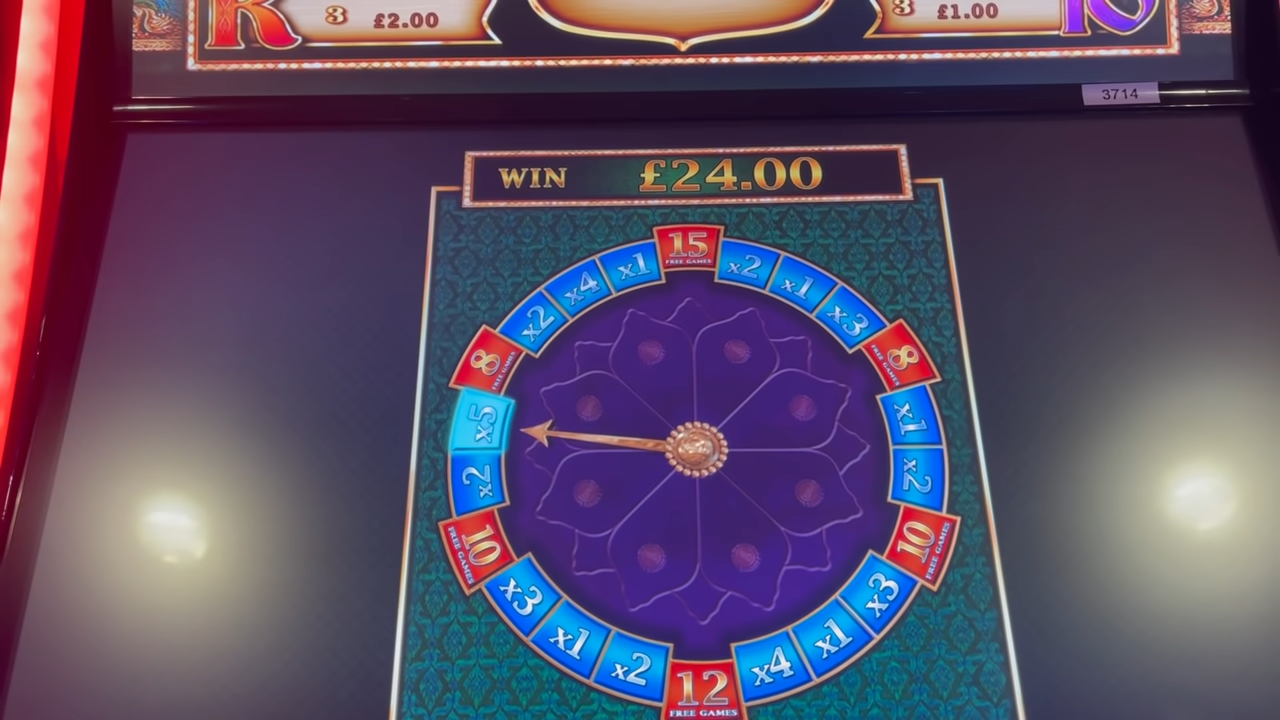 R 3 £2.00
3 £1.00 10
3714
WIN £24.00
15
FREE GAMES
x2
x1
x3
8
FREE GAMES
x1
x2
10
FREE GAMES
x3
x1
x4
12
FREE GAMES
x2
x1
x3
10
FREE GAMES
x2
x5
8
FREE GAMES
x2
x4
x1